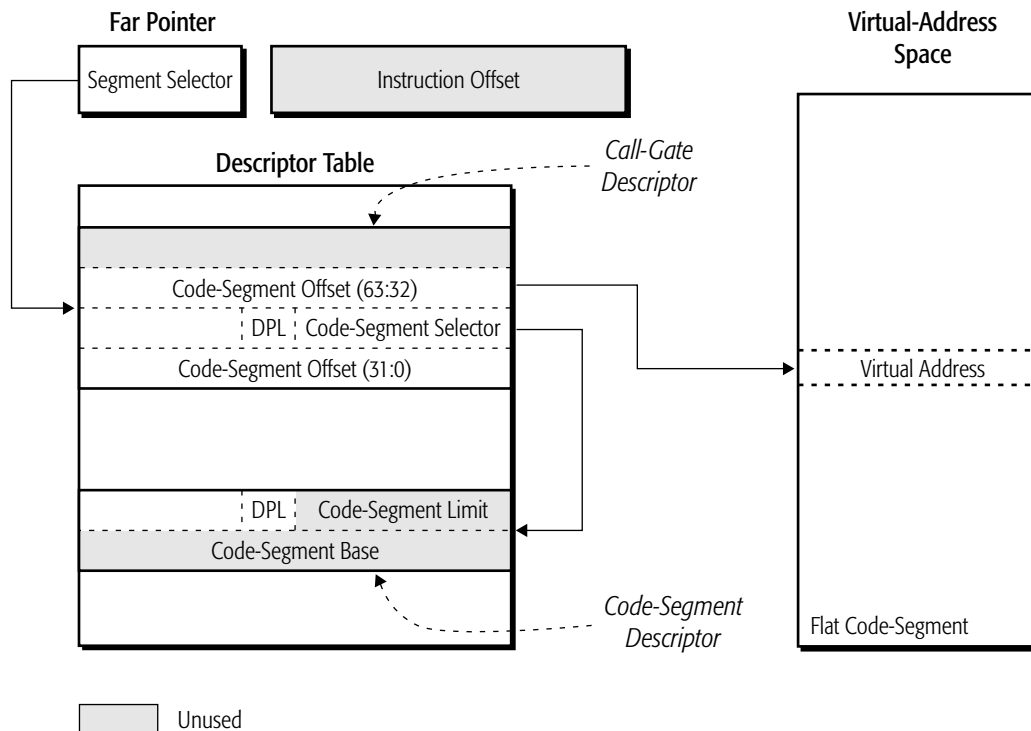 Far Pointer
Virtual-Address
Space
Segment Selector
Instruction Offset
Descriptor Table
Call-Gate
Descriptor
Code-Segment Offset (63:32)
DPL Code-Segment Selector
Code-Segment Offset (31:0)
Virtual Address
DPL Code-Segment Limit
Code-Segment Base
Code-Segment
Descriptor
Flat Code-Segment
Unused